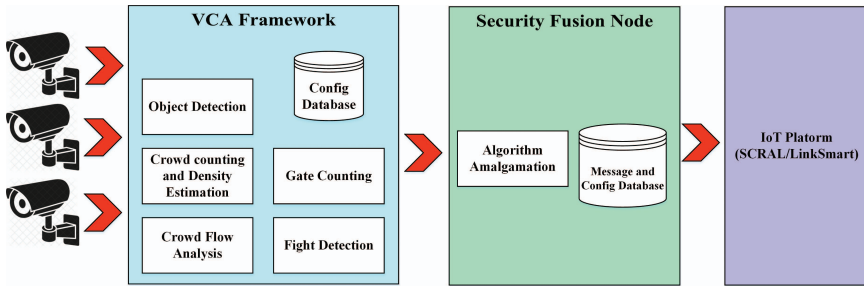 VCA Framework
Config
Database
Object Detection
Crowd counting
and Density
Estimation
Gate Counting
Crowd Flow
Analysis
Fight Detection
Security Fusion Node
Algorithm
Amalgamation
Message and
Config Database
IoT Platorm
(SCRAL/LinkSmart)